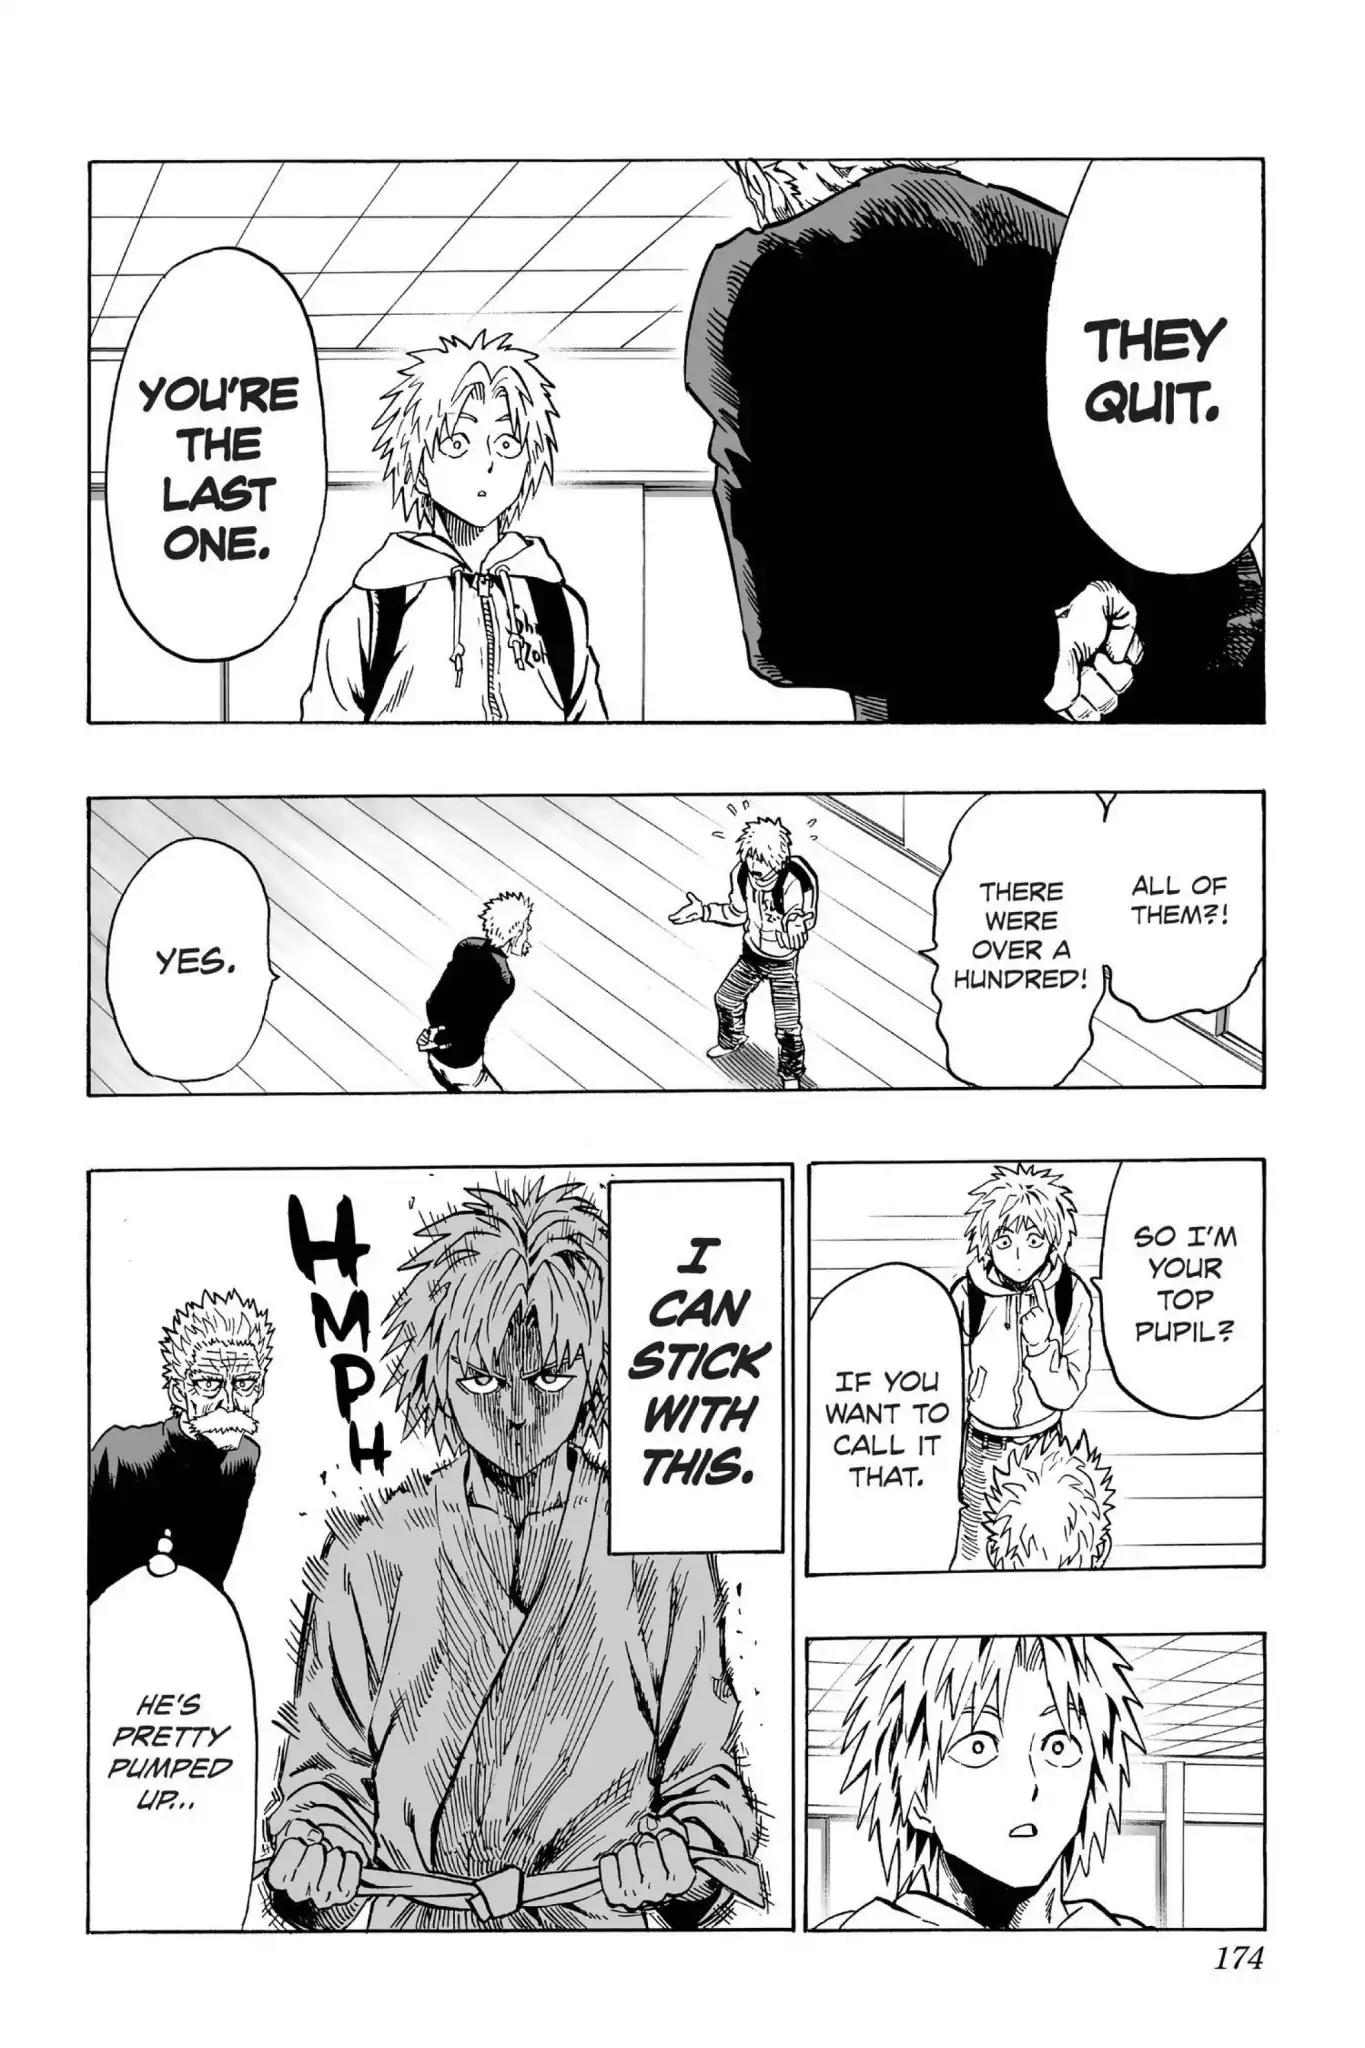 THEY
QUIT.
YOU'RE
THE
LAST
ONE.
ALL OF
THEM?!
THERE
WERE
OVER A
HUNDRED!
YES.
SO I'M
YOUR
TOP
PUPIL?
IF YOU
WANT TO
CALL IT
THAT.
I
CAN
STICK
WITH
THIS.
HMPH
HE'S
PRETTY
PUMPED
UP...
174